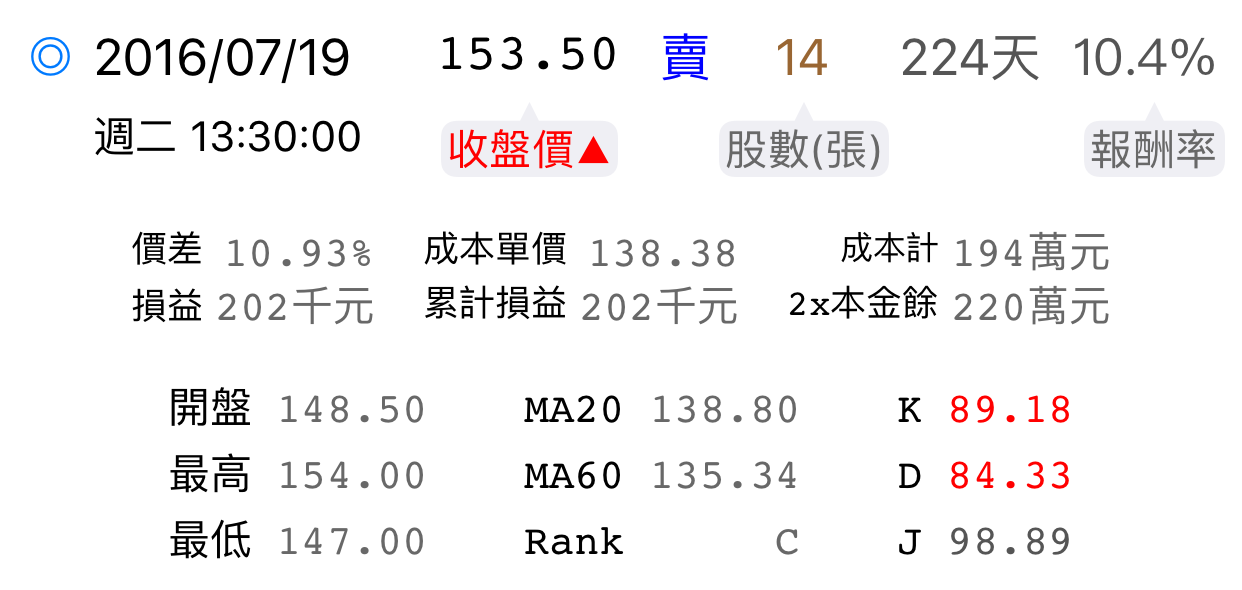 ◎ 2016/07/19 153.50 賣 14 224天 10.4%
週二 13:30:00 收盤價▲ 股數(張) 報酬率
價差 10.93% 成本單價 138.38 成本計 194萬元
損益 202千元 累計損益 202千元 2x本金餘 220萬元
開盤 148.50 MA20 138.80 K 89.18
最高 154.00 MA60 135.34 D 84.33
最低 147.00 Rank C J 98.89